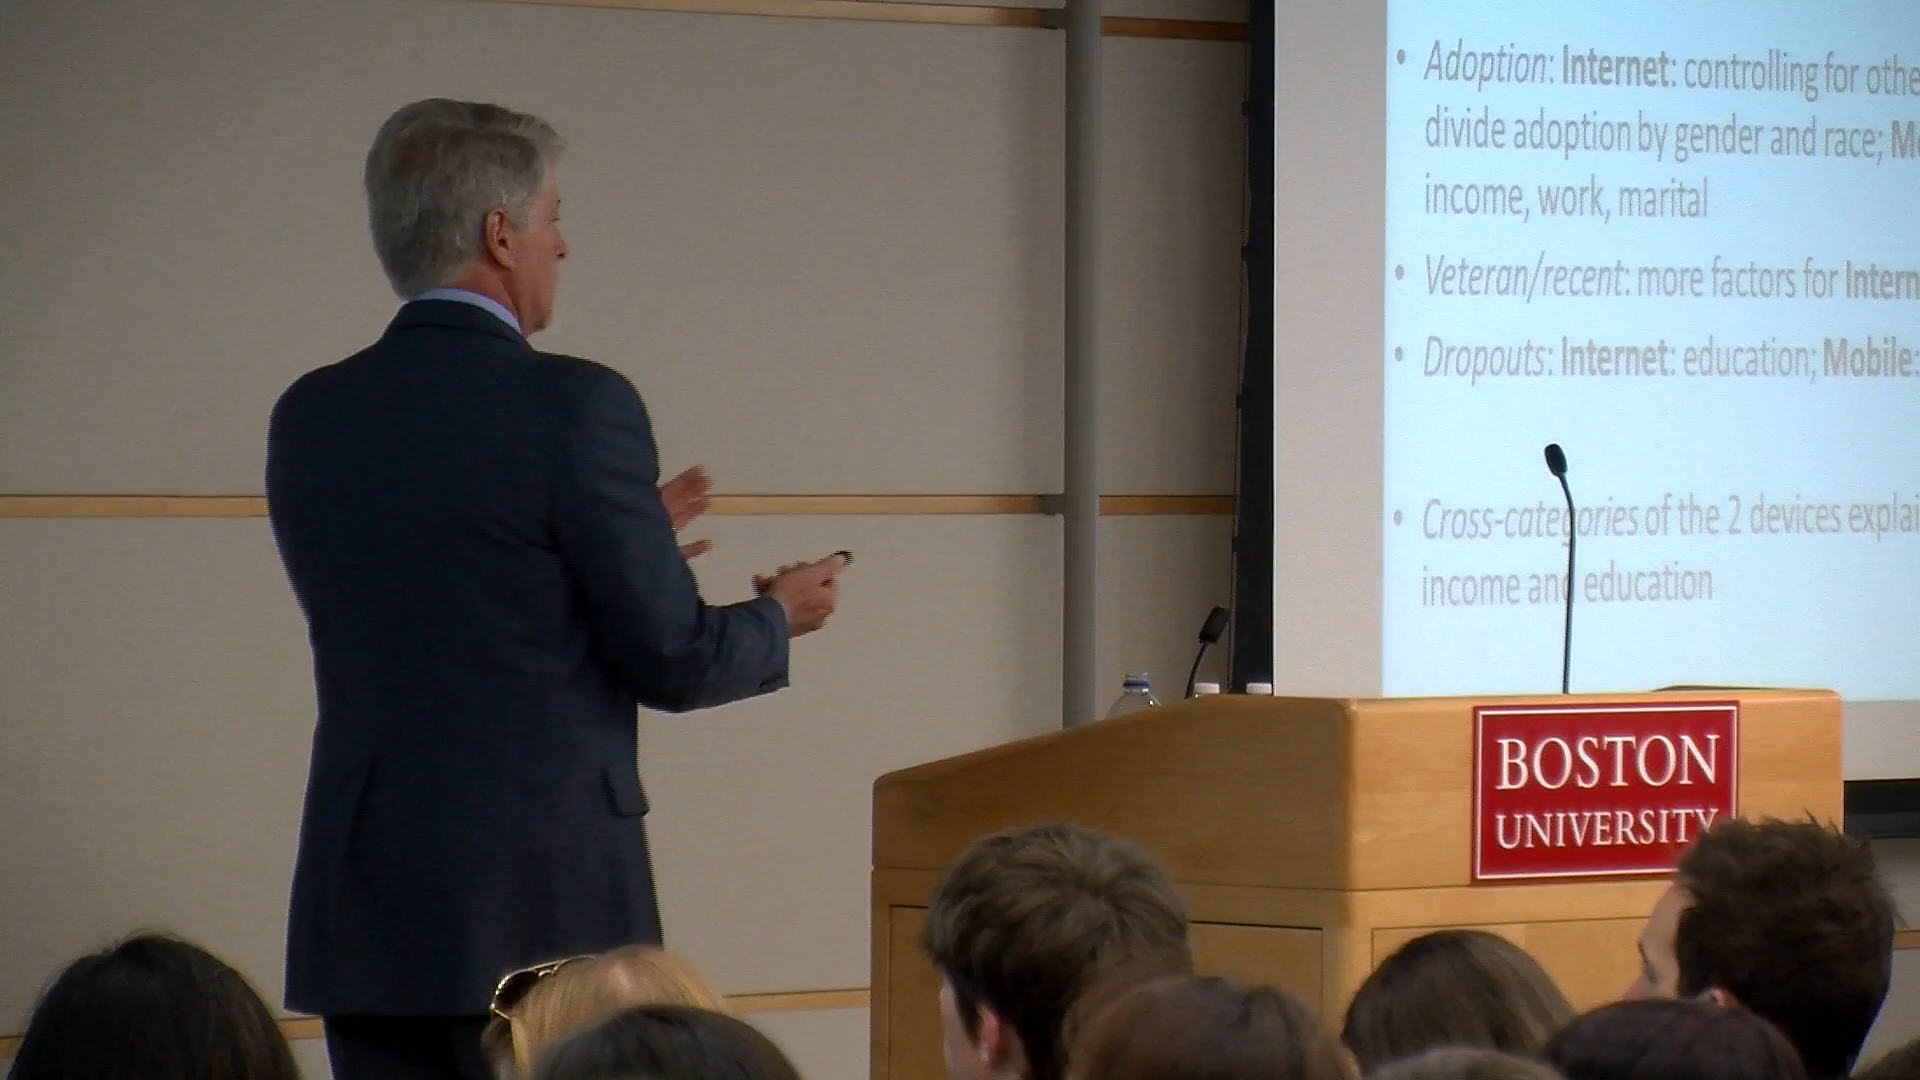 • Adoption: Internet: controlling for othe
divide adoption by gender and race; M
income, work, marital
• Veteran/recent: more factors for Intern
• Dropouts: Internet: education; Mobile:
• Cross-categories of the 2 devices explai
income and education
BOSTON
UNIVERSITY